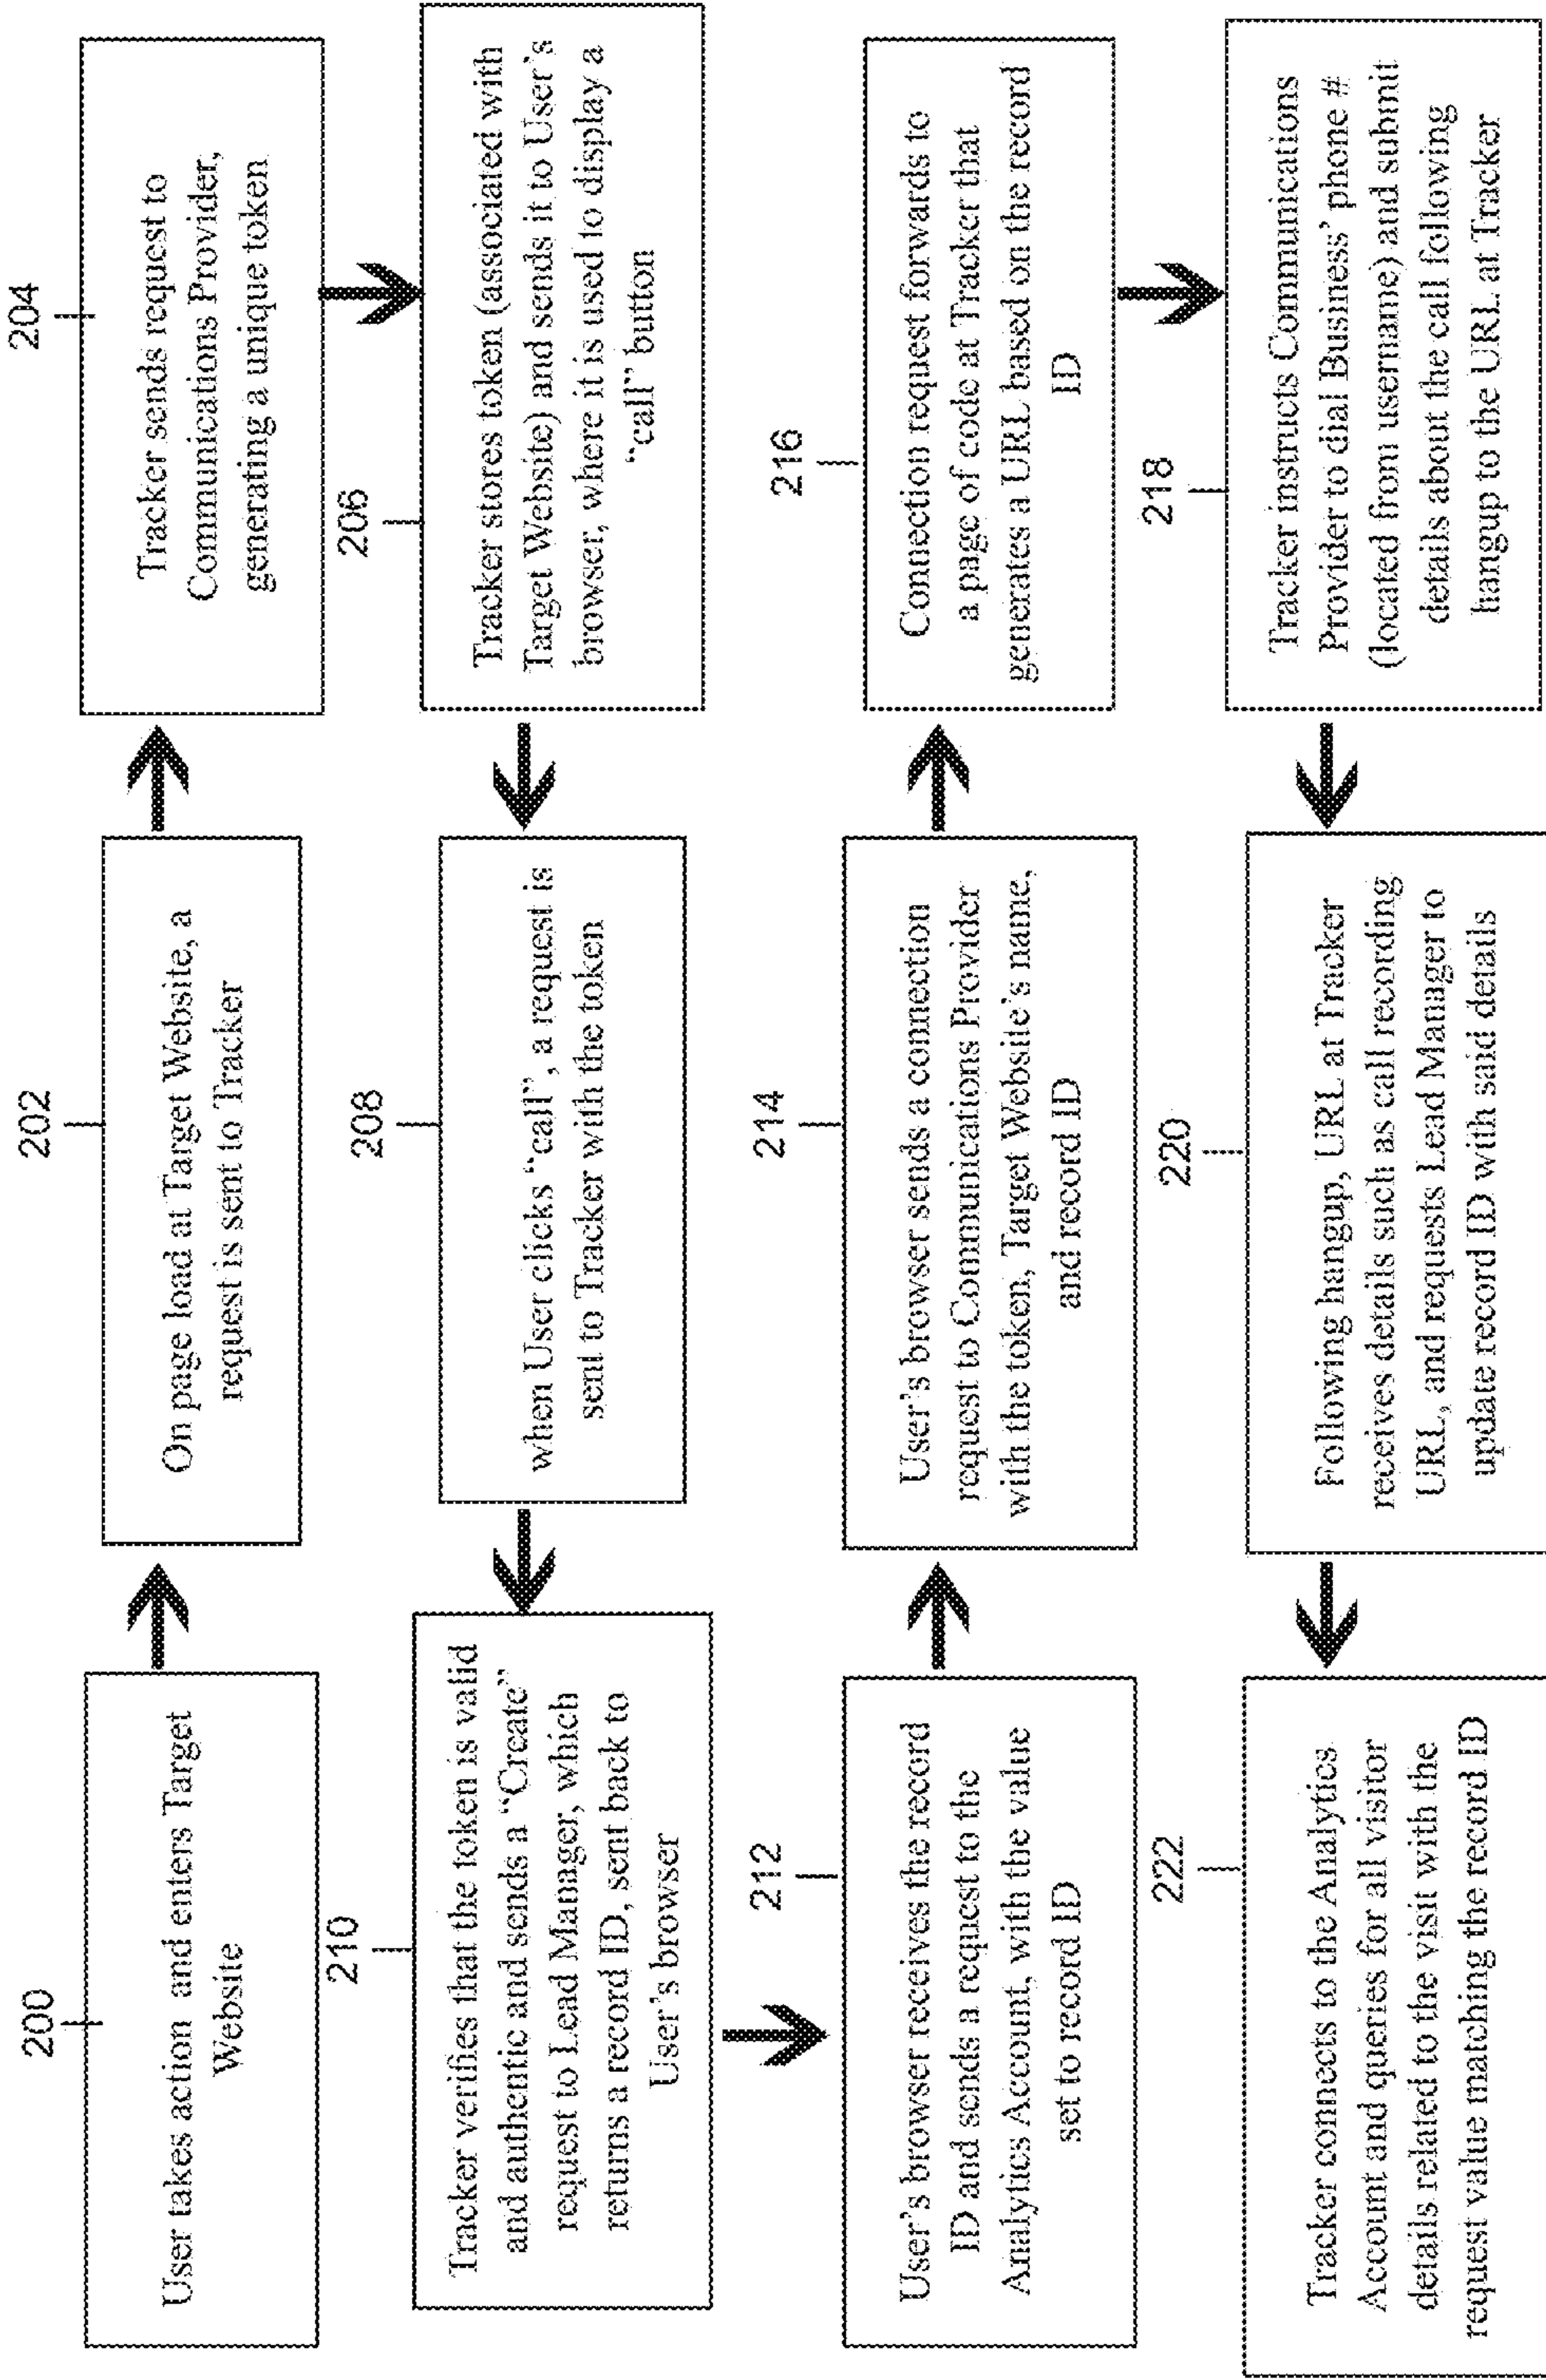 200
User takes action and enters Target
Website
202
On page load at Target Website, a
request is sent to Tracker
204
Tracker sends request to
Communications Provider,
generating a unique token
206
Tracker stores token (associated with
Target Website) and sends it to User's
browser, where it is used to display a
“call” button
208
when User clicks “call”, a request is
sent to Tracker with the token
210
Tracker verifies that the token is valid
and authentic and sends a “Create”
request to Lead Manager, which
returns a record ID, sent back to
User's browser
212
User's browser receives the record
ID and sends a request to the
Analytics Account, with the value
set to record ID
214
User's browser sends a connection
request to Communications Provider
with the token, Target Website's name,
and record ID
216
Connection request forwards to
a page of code at Tracker that
generates a URL based on the record
ID
218
Tracker instructs Communications
Provider to dial Business' phone #
(located from username) and submit
details about the call following
hangup to the URL at Tracker
220
Following hangup, URL at Tracker
receives details such as call recording
URL, and requests Lead Manager to
update record ID with said details
222
Tracker connects to the Analytics
Account and queries for all visitor
details related to the visit with the
request value matching the record ID